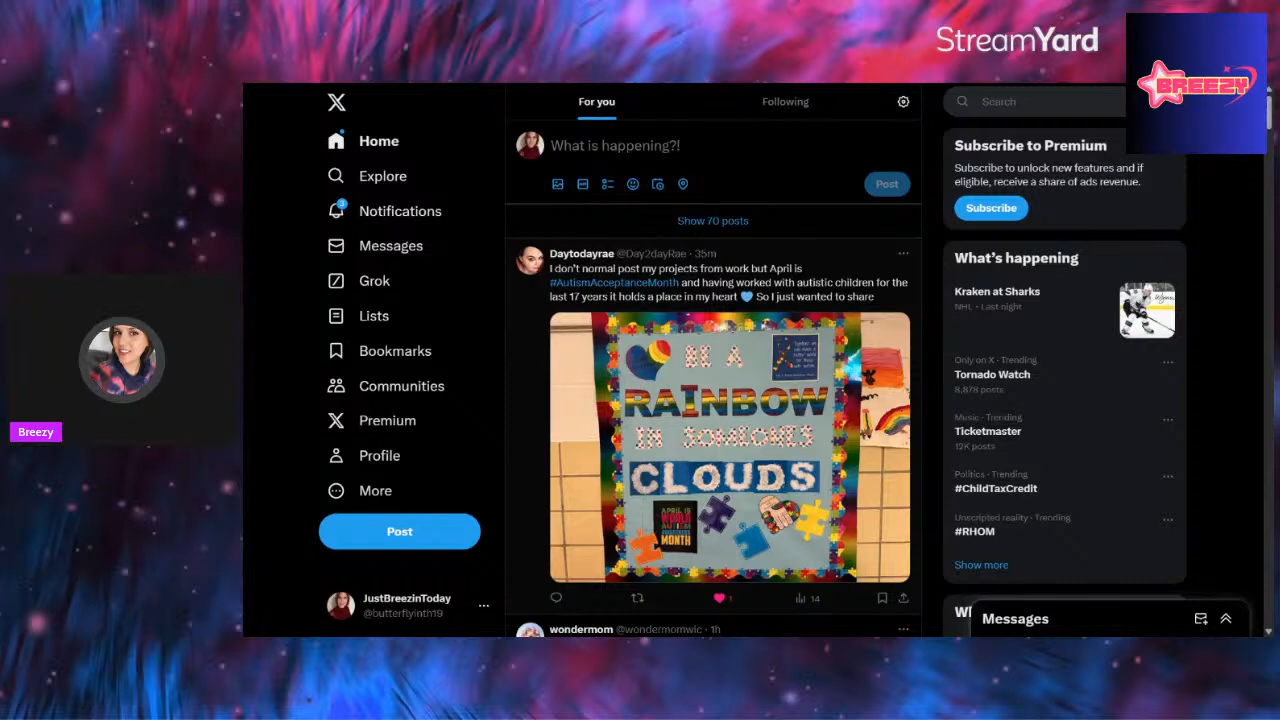 StreamYard
BREEZY
For you
Following
Search
Home
Explore
3
Notifications
Messages
Grok
Lists
Bookmarks
Communities
Premium
Profile
More
Post
JustBreezinToday
@butterflyinth19
What is happening?!
Post
Show 70 posts
Daytodayrae @Day2dayRae · 35m
I don't normal post my projects from work but April is
#AutismAcceptanceMonth and having worked with autistic children for the
last 17 years it holds a place in my heart 💙 So I just wanted to share
BE A
RAINBOW
IN SOMEONES
CLOUDS
APRIL IS
WORLD
AUTISM
AWARENESS
MONTH
1
14
wondermom @wondermomwic · 1h
Subscribe to Premium
Subscribe to unlock new features and if
eligible, receive a share of ads revenue.
Subscribe
What's happening
Kraken at Sharks
NHL · Last night
Only on X · Trending
Tornado Watch
8,878 posts
Music · Trending
Ticketmaster
12K posts
Politics · Trending
#ChildTaxCredit
Unscripted reality · Trending
#RHOM
Show more
Messages
Breezy